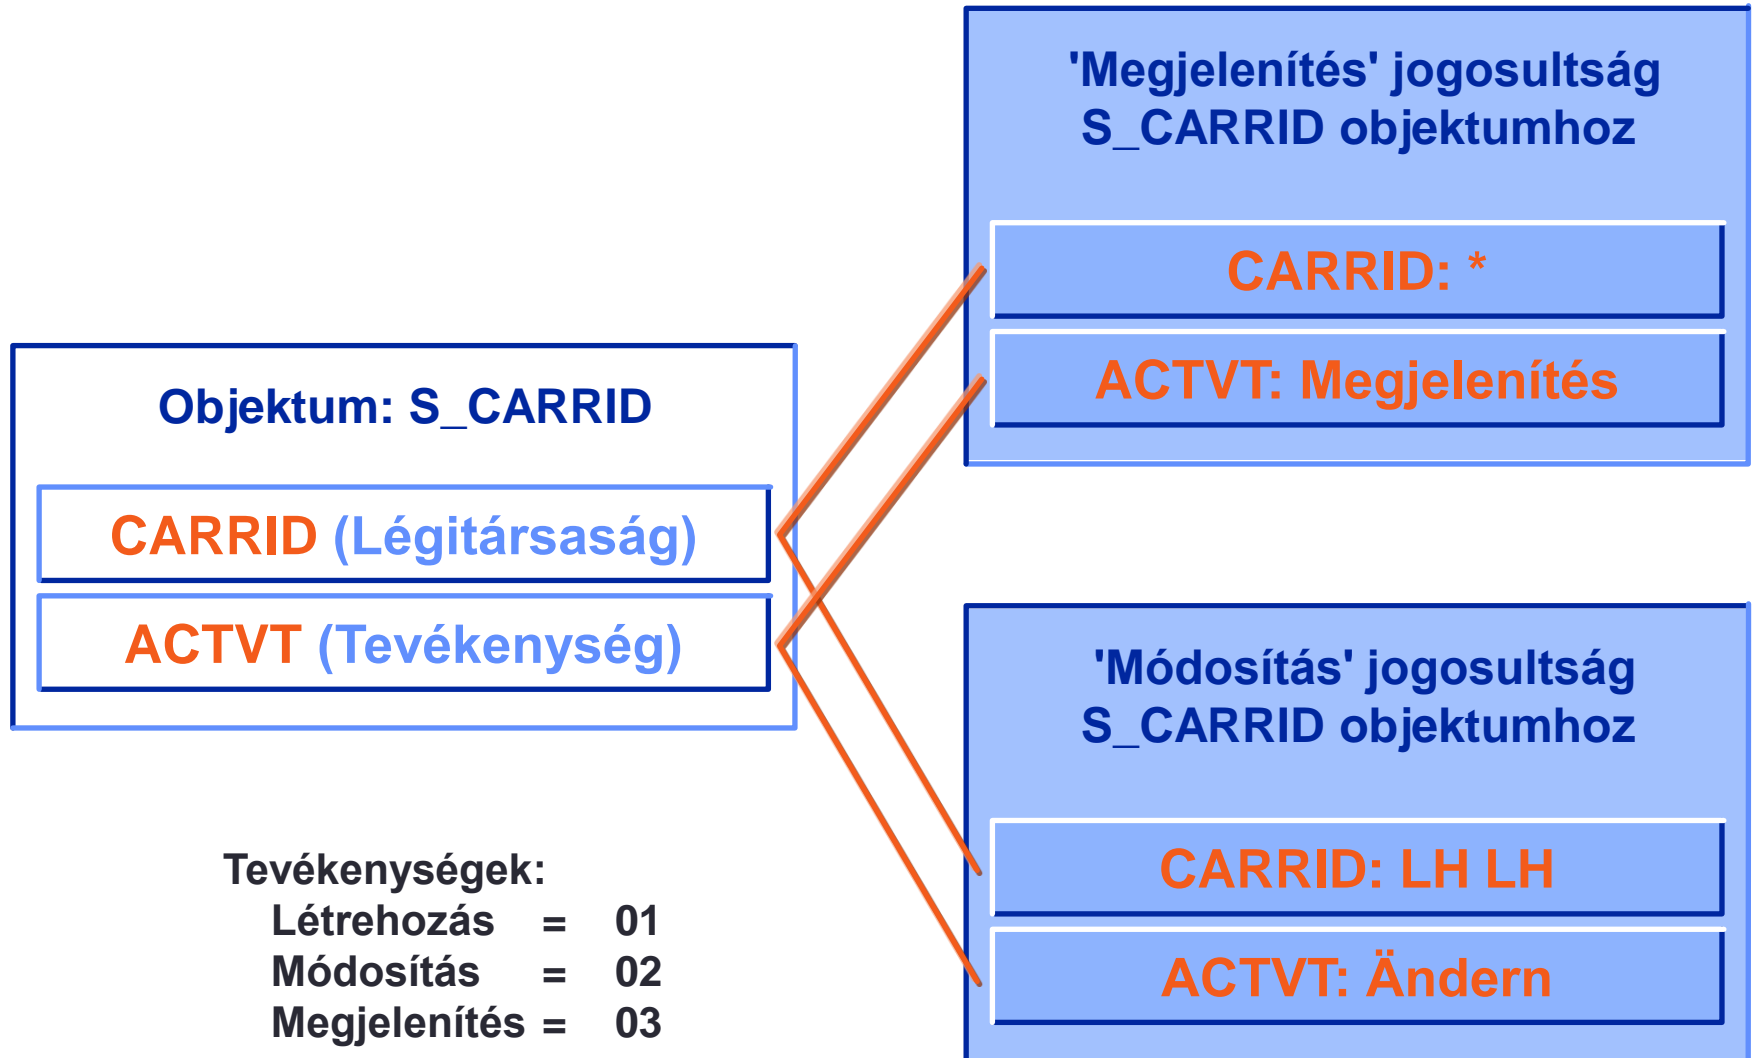 'Megjelenítés' jogosultság
S_CARRID objektumhoz
CARRID: *
ACTVT: Megjelenítés
Objektum: S_CARRID
CARRID (Légitársaság)
ACTVT (Tevékenység)
'Módosítás' jogosultság
S_CARRID objektumhoz
CARRID: LH LH
ACTVT: Ändern
Tevékenységek:
Létrehozás = 01
Módosítás = 02
Megjelenítés = 03